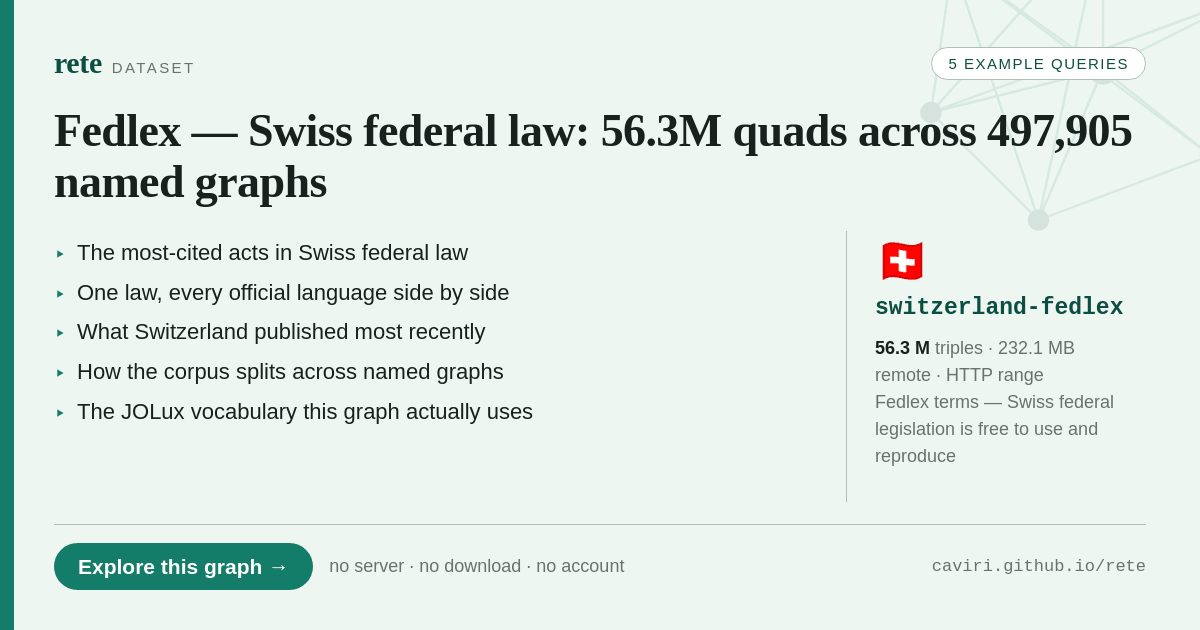 rete DATASET
5 EXAMPLE QUERIES
Fedlex — Swiss federal law: 56.3M quads across 497,905
named graphs
▸ The most-cited acts in Swiss federal law
▸ One law, every official language side by side
▸ What Switzerland published most recently
▸ How the corpus splits across named graphs
▸ The JOLux vocabulary this graph actually uses
switzerland-fedlex
56.3 M triples · 232.1 MB
remote · HTTP range
Fedlex terms — Swiss federal
legislation is free to use and
reproduce
Explore this graph →
no server · no download · no account
caviri.github.io/rete